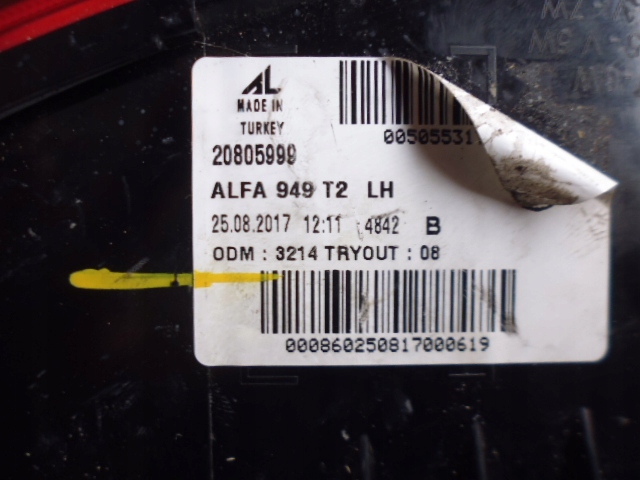 AL
MADE IN
TURKEY
00505531
20805999
ALFA 949 T2 LH
25.08.2017 12:11 4842 B
ODM : 3214 TRYOUT : 08
000860250817000619